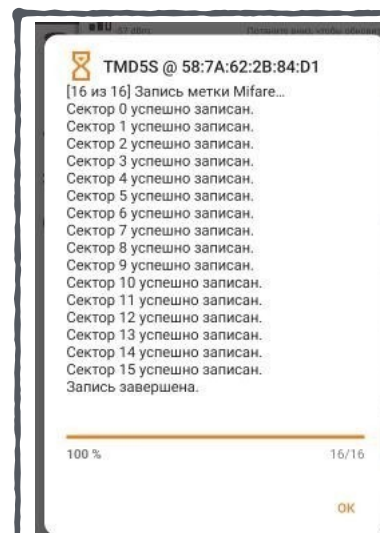 -57 dBm
TMD5S @ 58:7A:62:2B:84:D1
[16 из 16] Запись метки Mifare...
Сектор 0 успешно записан.
Сектор 1 успешно записан.
Сектор 2 успешно записан.
Сектор 3 успешно записан.
Сектор 4 успешно записан.
Сектор 5 успешно записан.
Сектор 6 успешно записан.
Сектор 7 успешно записан.
Сектор 8 успешно записан.
Сектор 9 успешно записан.
Сектор 10 успешно записан.
Сектор 11 успешно записан.
Сектор 12 успешно записан.
Сектор 13 успешно записан.
Сектор 14 успешно записан.
Сектор 15 успешно записан.
Запись завершена.
100 % 16/16
ОК